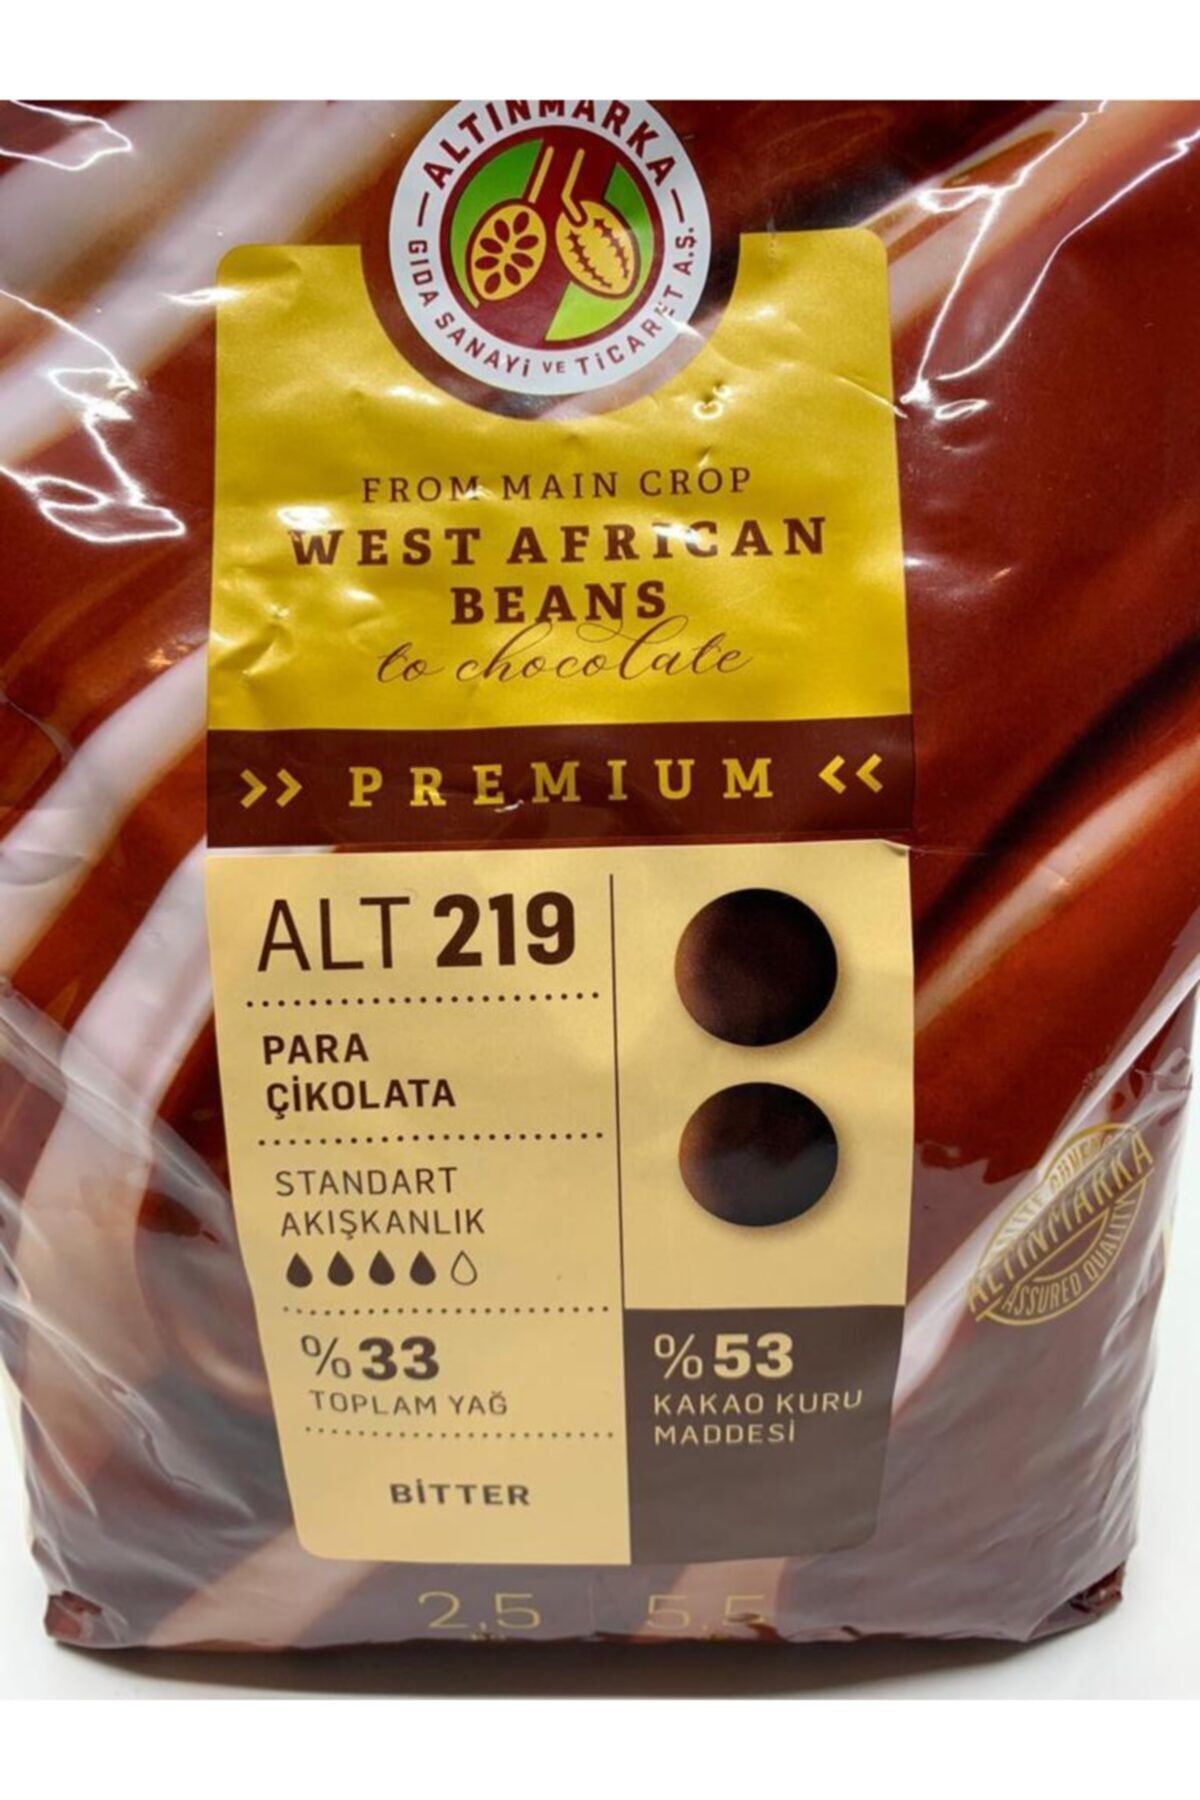 ALTINMARKA
GIDA SANAYİ VE TİCARET A.Ş.
FROM MAIN CROP
WEST AFRICAN
BEANS
to chocolate
>> PREMIUM <<
ALT 219
PARA
ÇİKOLATA
STANDART
AKIŞKANLIK
%33
TOPLAM YAĞ
BİTTER
%53
KAKAO KURU
MADDESİ
ALTINMARKA
ASSURED QUALITY
2,5 5,5